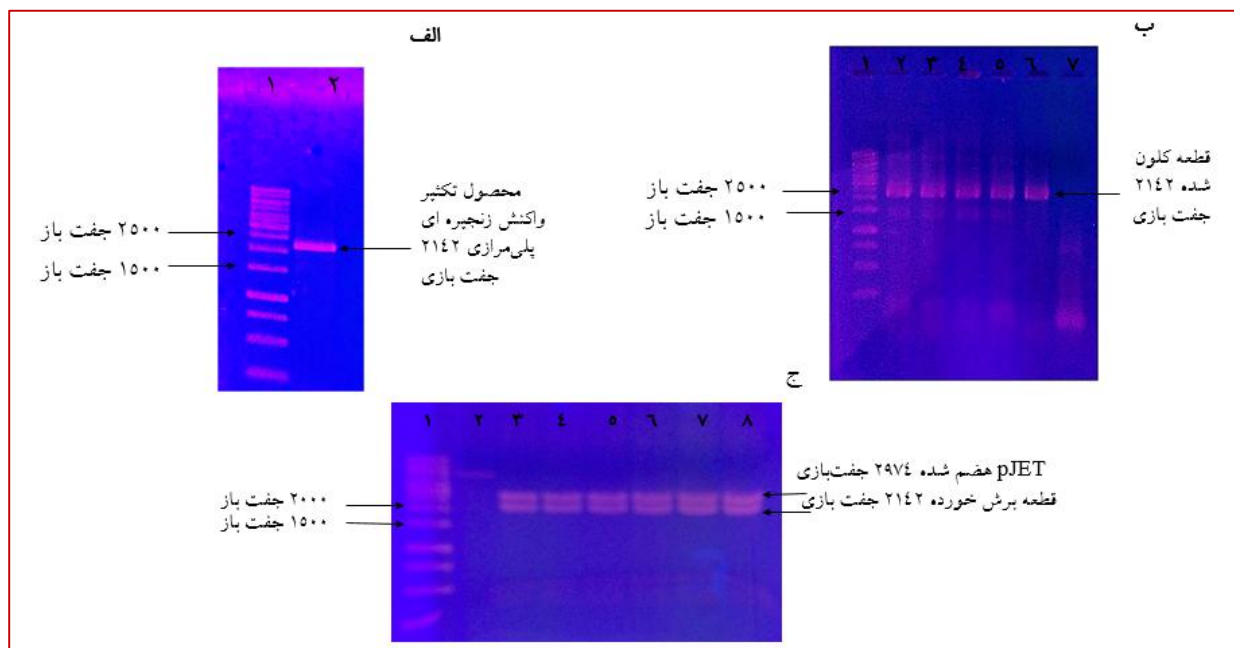 الف
۱ ۲
۲۵۰۰ جفت باز
۱۵۰۰ جفت باز
محصول تکثیر
واکنش زنجیره ای
پلی‌مرازی ۲۱٤۲
جفت بازی
ب
۱ ۲ ۳ ٤ ۵ ٦ ۷
۲۵۰۰ جفت باز
۱۵۰۰ جفت باز
قطعه کلون
شده ۲۱٤۲
جفت بازی
ج
۱ ۲ ۳ ٤ ۵ ٦ ۷ ۸
۲۰۰۰ جفت باز
۱۵۰۰ جفت باز
pJET هضم شده ۲۹۷٤ جفت‌بازی
قطعه برش خورده ۲۱٤۲ جفت بازی